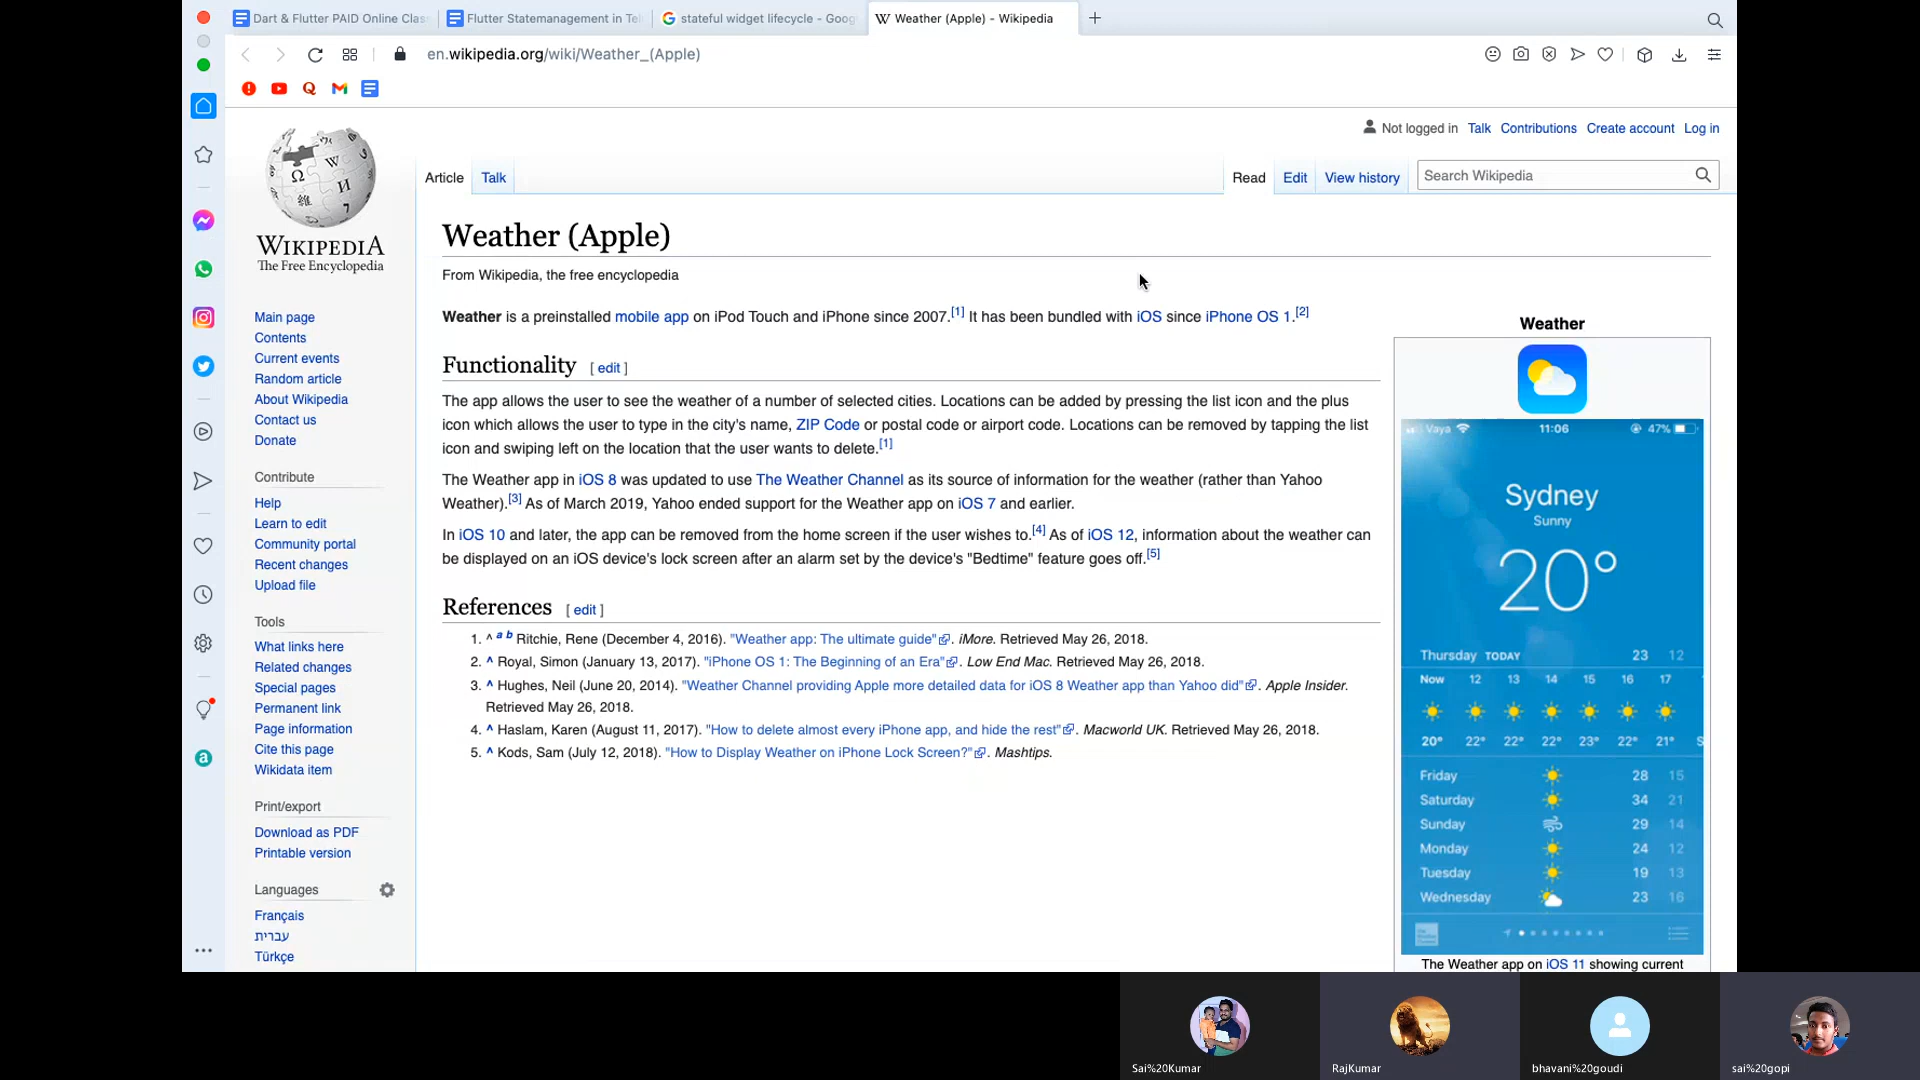 Dart & Flutter PAID Online Clas
Flutter Statemanagement in Tel
stateful widget lifecycle - Goog
Weather (Apple) - Wikipedia
en.wikipedia.org/wiki/Weather_(Apple)
Not logged in Talk Contributions Create account Log in
Article Talk
Read Edit View history
Search Wikipedia
WIKIPEDIA
The Free Encyclopedia
Main page
Contents
Current events
Random article
About Wikipedia
Contact us
Donate
Contribute
Help
Learn to edit
Community portal
Recent changes
Upload file
Tools
What links here
Related changes
Special pages
Permanent link
Page information
Cite this page
Wikidata item
Print/export
Download as PDF
Printable version
Languages
Français
עברית
Türkçe
Weather (Apple)
From Wikipedia, the free encyclopedia
Weather is a preinstalled mobile app on iPod Touch and iPhone since 2007.[1] It has been bundled with iOS since iPhone OS 1.[2]
Functionality [ edit ]
The app allows the user to see the weather of a number of selected cities. Locations can be added by pressing the list icon and the plus
icon which allows the user to type in the city's name, ZIP Code or postal code or airport code. Locations can be removed by tapping the list
icon and swiping left on the location that the user wants to delete.[1]
The Weather app in iOS 8 was updated to use The Weather Channel as its source of information for the weather (rather than Yahoo
Weather).[3] As of March 2019, Yahoo ended support for the Weather app on iOS 7 and earlier.
In iOS 10 and later, the app can be removed from the home screen if the user wishes to.[4] As of iOS 12, information about the weather can
be displayed on an iOS device's lock screen after an alarm set by the device's "Bedtime" feature goes off.[5]
References [ edit ]
1. ^ a b Ritchie, Rene (December 4, 2016). "Weather app: The ultimate guide". iMore. Retrieved May 26, 2018.
2. ^ Royal, Simon (January 13, 2017). "iPhone OS 1: The Beginning of an Era". Low End Mac. Retrieved May 26, 2018.
3. ^ Hughes, Neil (June 20, 2014). "Weather Channel providing Apple more detailed data for iOS 8 Weather app than Yahoo did". Apple Insider.
Retrieved May 26, 2018.
4. ^ Haslam, Karen (August 11, 2017). "How to delete almost every iPhone app, and hide the rest". Macworld UK. Retrieved May 26, 2018.
5. ^ Kods, Sam (July 12, 2018). "How to Display Weather on iPhone Lock Screen?". Mashtips.
Weather
Vaya 11:06 47%
Sydney
Sunny
20°
Thursday TODAY 23 12
Now 12 13 14 15 16 17
20° 22° 22° 22° 23° 22° 21° S
Friday 28 15
Saturday 34 21
Sunday 29 14
Monday 24 12
Tuesday 19 13
Wednesday 23 16
The Weather app on iOS 11 showing current
Sai%20Kumar
RajKumar
bhavani%20goudi
sai%20gopi